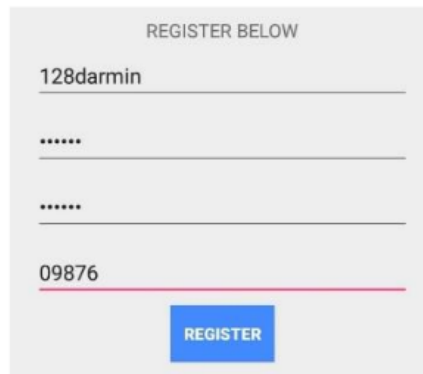 REGISTER BELOW
128darmin
••••••
••••••
09876
REGISTER